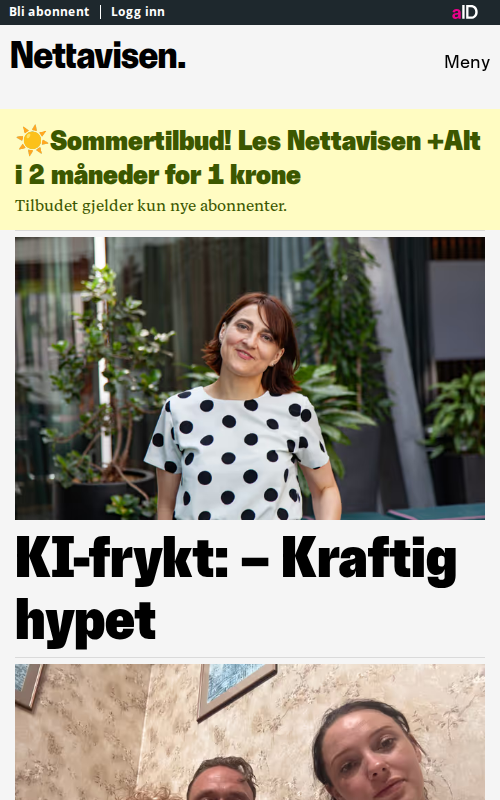 Bli abonnent | Logg inn
aID
Nettavisen.
Meny
☀️Sommertilbud! Les Nettavisen +Alt
i 2 måneder for 1 krone
Tilbudet gjelder kun nye abonnenter.
KI-frykt: – Kraftig
hypet